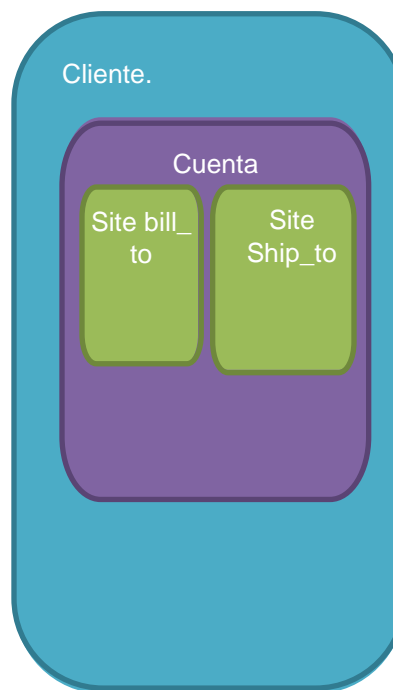 Cliente.
Cuenta
Site bill_
to
Site
Ship_to